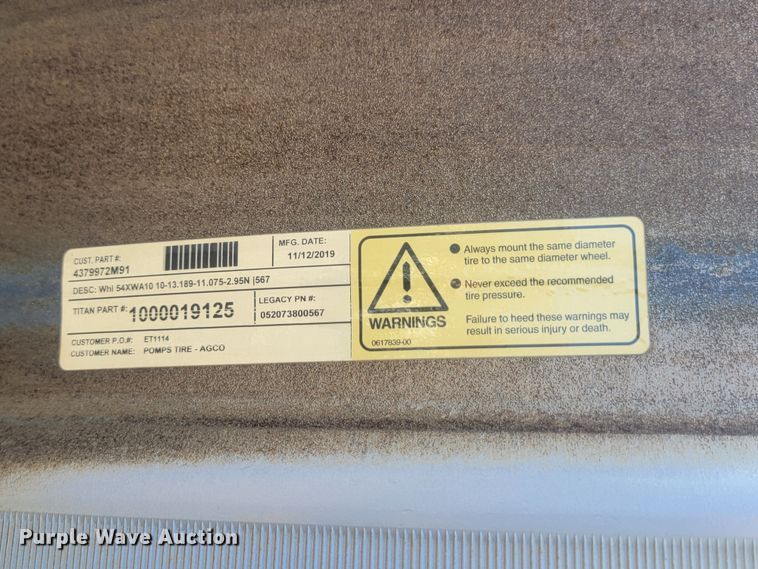 CUST. PART#:
4379972M91
MFG. DATE:
11/12/2019
DESC: Whl 54XWA10 10-13.189-11.075-2.95N |567
TITAN PART #: 1000019125
LEGACY PN #:
052073800567
CUSTOMER P.O.#: ET1114
CUSTOMER NAME: POMPS TIRE - AGCO
WARNINGS
0617839-00
Always mount the same diameter
tire to the same diameter wheel.
Never exceed the recommended
tire pressure.
Failure to heed these warnings may
result in serious injury or death.
Purple Wave Auction